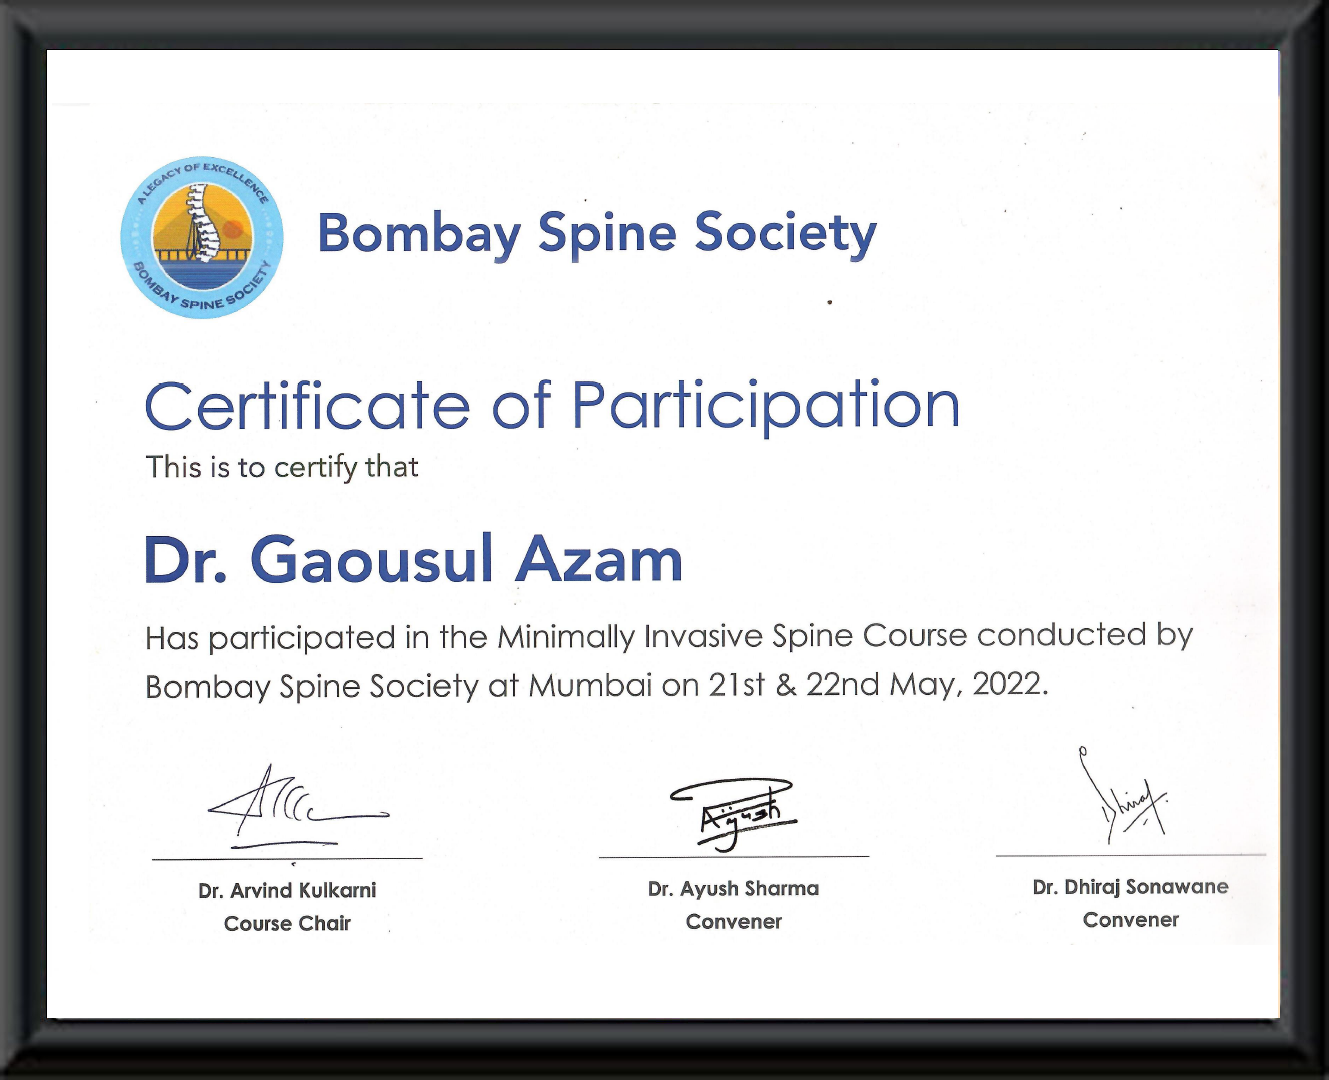 A LEGACY OF EXCELLENCE
BOMBAY SPINE SOCIETY
Bombay Spine Society
Certificate of Participation
This is to certify that
Dr. Gaousul Azam
Has participated in the Minimally Invasive Spine Course conducted by
Bombay Spine Society at Mumbai on 21st & 22nd May, 2022.
Ayush
Dhiraj
Dr. Arvind Kulkarni
Dr. Ayush Sharma
Dr. Dhiraj Sonawane
Course Chair
Convener
Convener